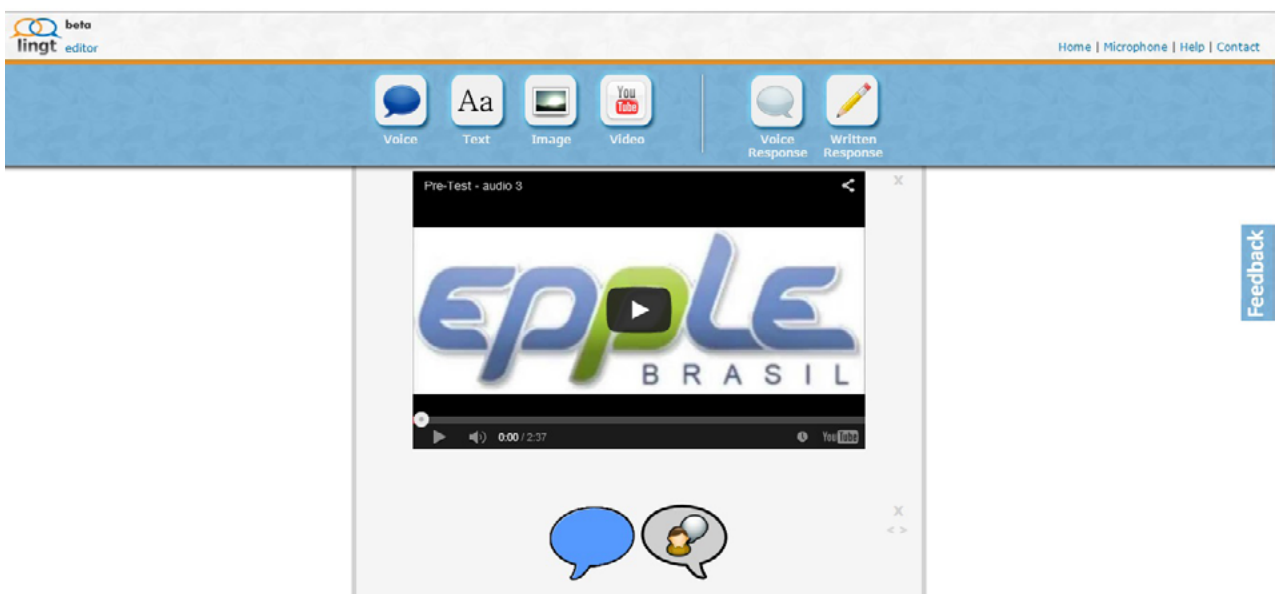 beta
lingt editor
Home | Microphone | Help | Contact
Aa
You Tube
Voice
Text
Image
Video
Voice Response
Written Response
Pre-Test - audio 3
x
Feedback
EPPLE
BRASIL
0:00 / 2:37
YouTube
x
< >